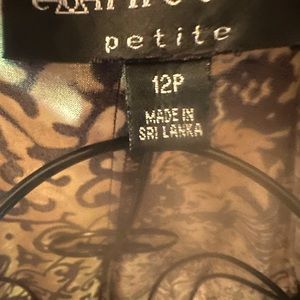 petite
12P
MADE IN
SRI LANKA